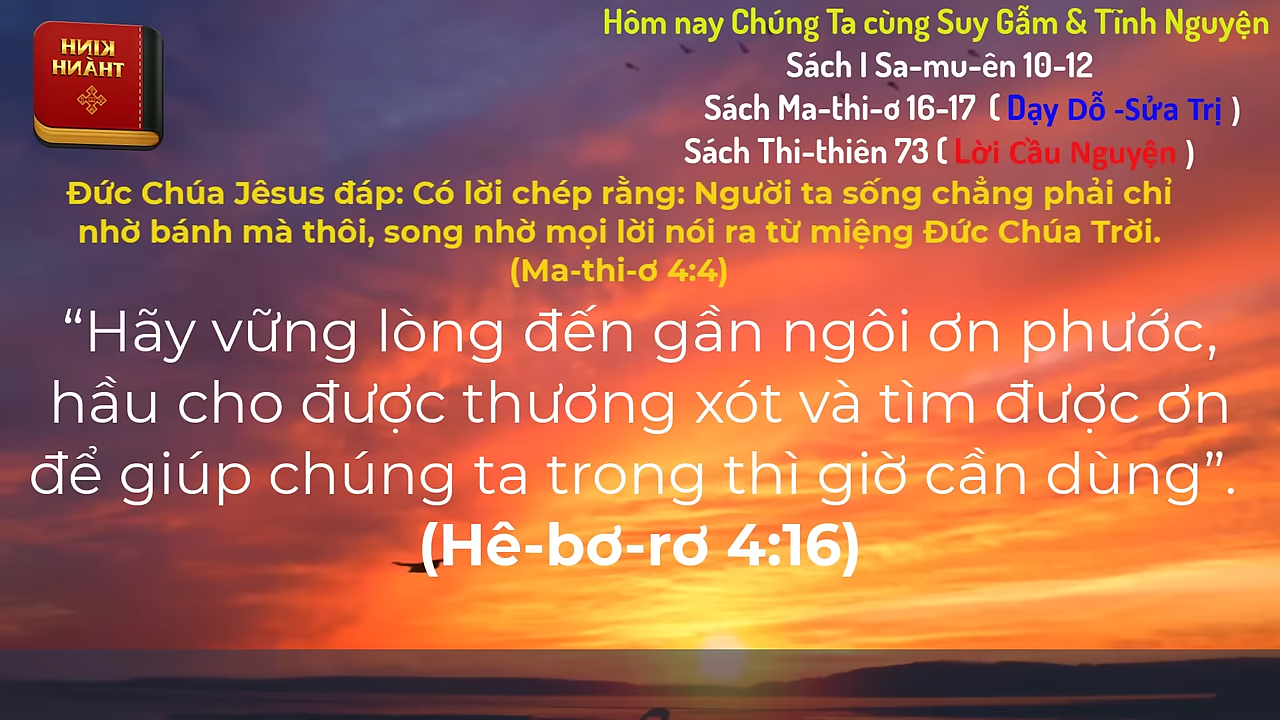 KINH
THÀNH
Hôm nay Chúng Ta cùng Suy Gẫm & Tĩnh Nguyện
Sách I Sa-mu-ên 10-12
Sách Ma-thi-ơ 16-17 ( Dạy Dỗ -Sửa Trị )
Sách Thi-thiên 73 ( Lời Cầu Nguyện )
Đức Chúa Jêsus đáp: Có lời chép rằng: Người ta sống chẳng phải chỉ
nhờ bánh mà thôi, song nhờ mọi lời nói ra từ miệng Đức Chúa Trời.
(Ma-thi-ơ 4:4)
“Hãy vững lòng đến gần ngôi ơn phước,
hầu cho được thương xót và tìm được ơn
để giúp chúng ta trong thì giờ cần dùng”.
(Hê-bơ-rơ 4:16)